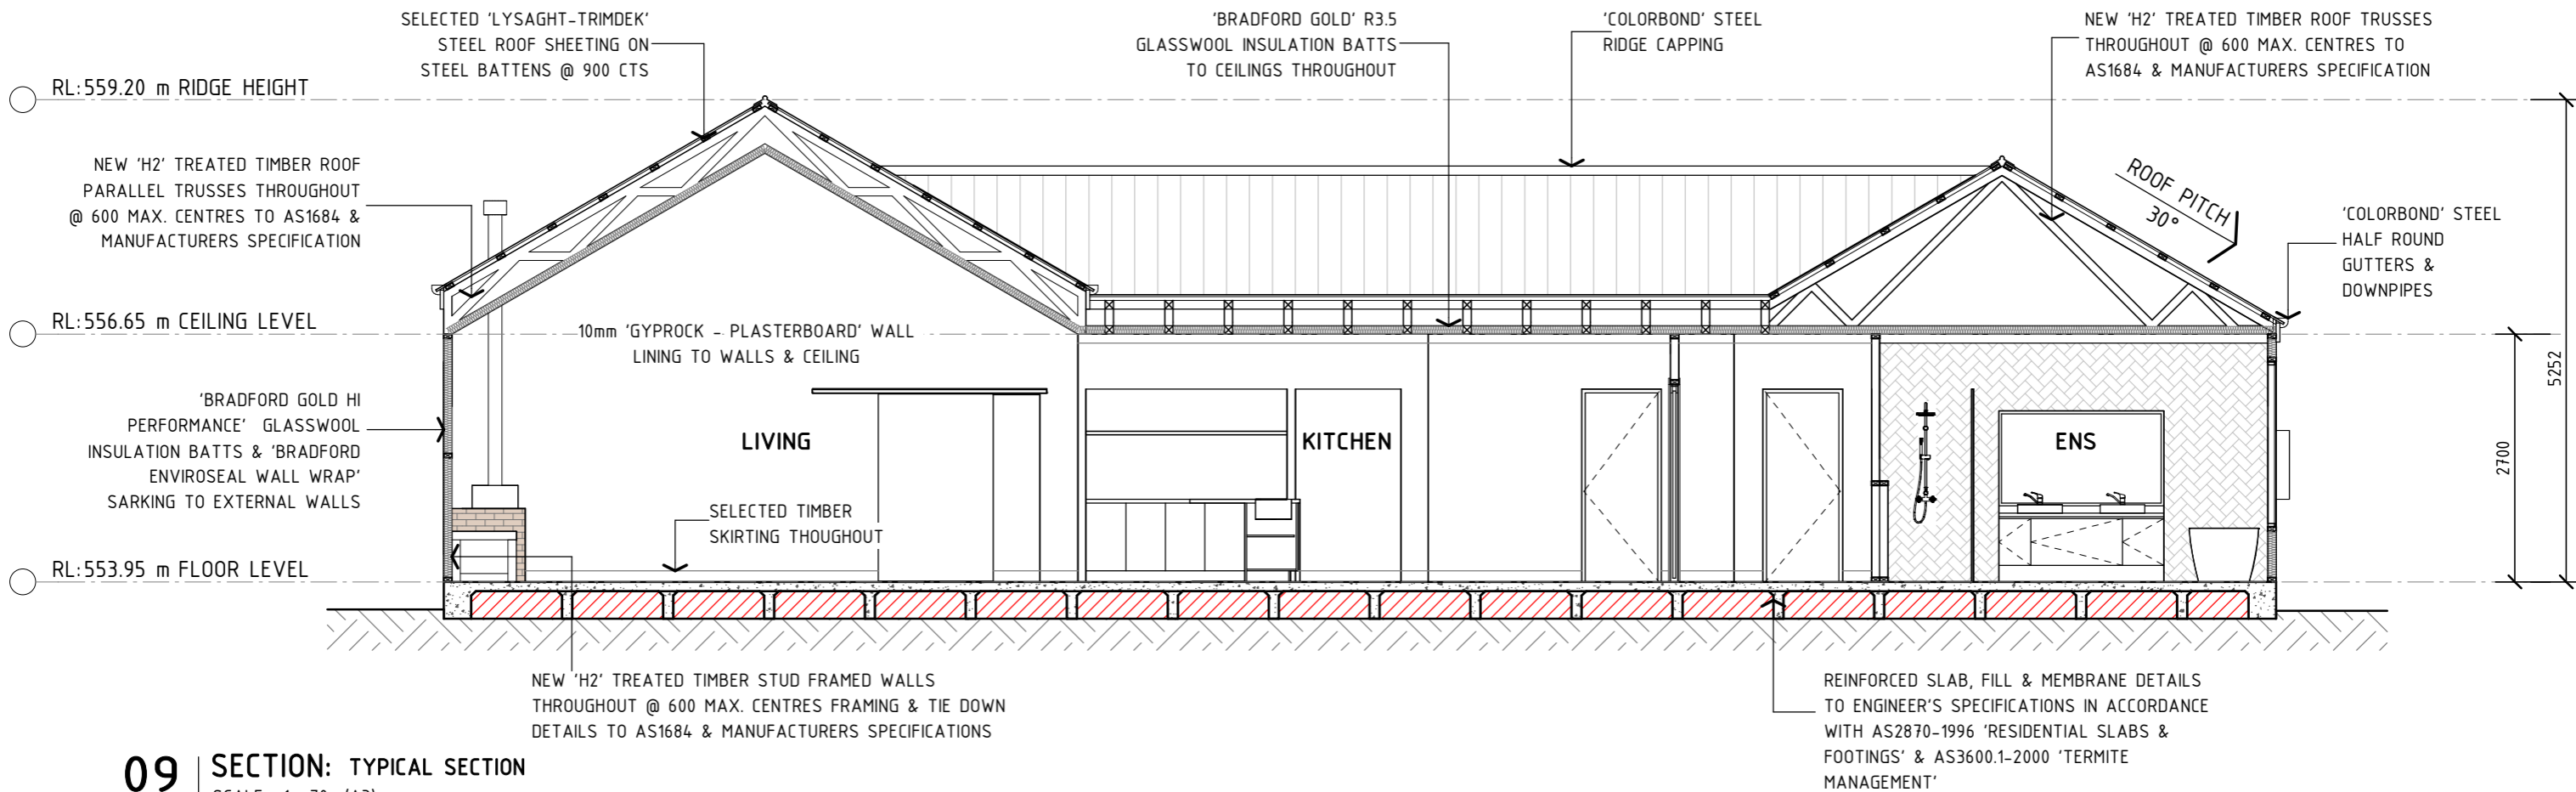 SELECTED 'LYSAGHT-TRIMDEK'
STEEL ROOF SHEETING ON
STEEL BATTENS @ 900 CTS
'BRADFORD GOLD' R3.5
GLASSWOOL INSULATION BATTS
TO CEILINGS THROUGHOUT
'COLORBOND' STEEL
RIDGE CAPPING
NEW 'H2' TREATED TIMBER ROOF TRUSSES
THROUGHOUT @ 600 MAX. CENTRES TO
AS1684 & MANUFACTURERS SPECIFICATION
RL:559.20 m RIDGE HEIGHT
NEW 'H2' TREATED TIMBER ROOF
PARALLEL TRUSSES THROUGHOUT
@ 600 MAX. CENTRES TO AS1684 &
MANUFACTURERS SPECIFICATION
ROOF PITCH
30°
'COLORBOND' STEEL
HALF ROUND
GUTTERS &
DOWNPIPES
RL:556.65 m CEILING LEVEL
10mm 'GYPROCK - PLASTERBOARD' WALL
LINING TO WALLS & CEILING
5252
2700
'BRADFORD GOLD HI
PERFORMANCE' GLASSWOOL
INSULATION BATTS & 'BRADFORD
ENVIROSEAL WALL WRAP'
SARKING TO EXTERNAL WALLS
LIVING
KITCHEN
ENS
SELECTED TIMBER
SKIRTING THOUGHOUT
RL:553.95 m FLOOR LEVEL
NEW 'H2' TREATED TIMBER STUD FRAMED WALLS
THROUGHOUT @ 600 MAX. CENTRES FRAMING & TIE DOWN
DETAILS TO AS1684 & MANUFACTURERS SPECIFICATIONS
REINFORCED SLAB, FILL & MEMBRANE DETAILS
TO ENGINEER'S SPECIFICATIONS IN ACCORDANCE
WITH AS2870-1996 'RESIDENTIAL SLABS &
FOOTINGS' & AS3600.1-2000 'TERMITE
MANAGEMENT'
09
SECTION: TYPICAL SECTION